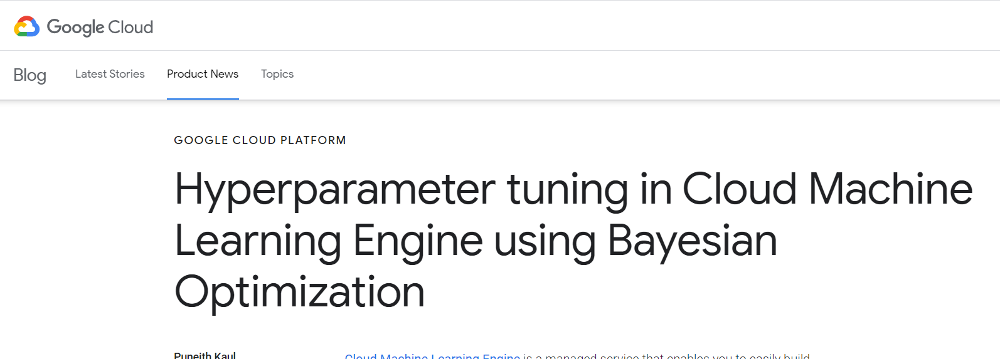 Google Cloud
Blog Latest Stories Product News Topics
GOOGLE CLOUD PLATFORM
Hyperparameter tuning in Cloud Machine
Learning Engine using Bayesian
Optimization
Puneith Kaul
Cloud Machine Learning Engine is a managed service that enables you to easily build